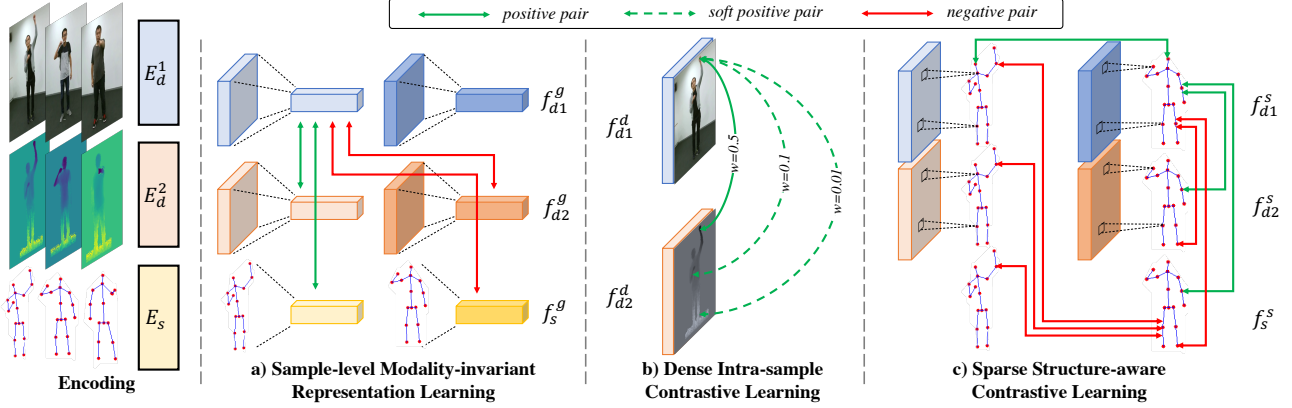 positive pair soft positive pair negative pair
$E_d^1$
$E_d^2$
$E_s$
Encoding
$f_{d1}^g$
$f_{d2}^g$
$f_s^g$
a) Sample-level Modality-invariant
Representation Learning
$f_{d1}^d$
$f_{d2}^d$
w=0.5
w=0.1
w=0.01
b) Dense Intra-sample
Contrastive Learning
$f_{d1}^s$
$f_{d2}^s$
$f_s^s$
c) Sparse Structure-aware
Contrastive Learning